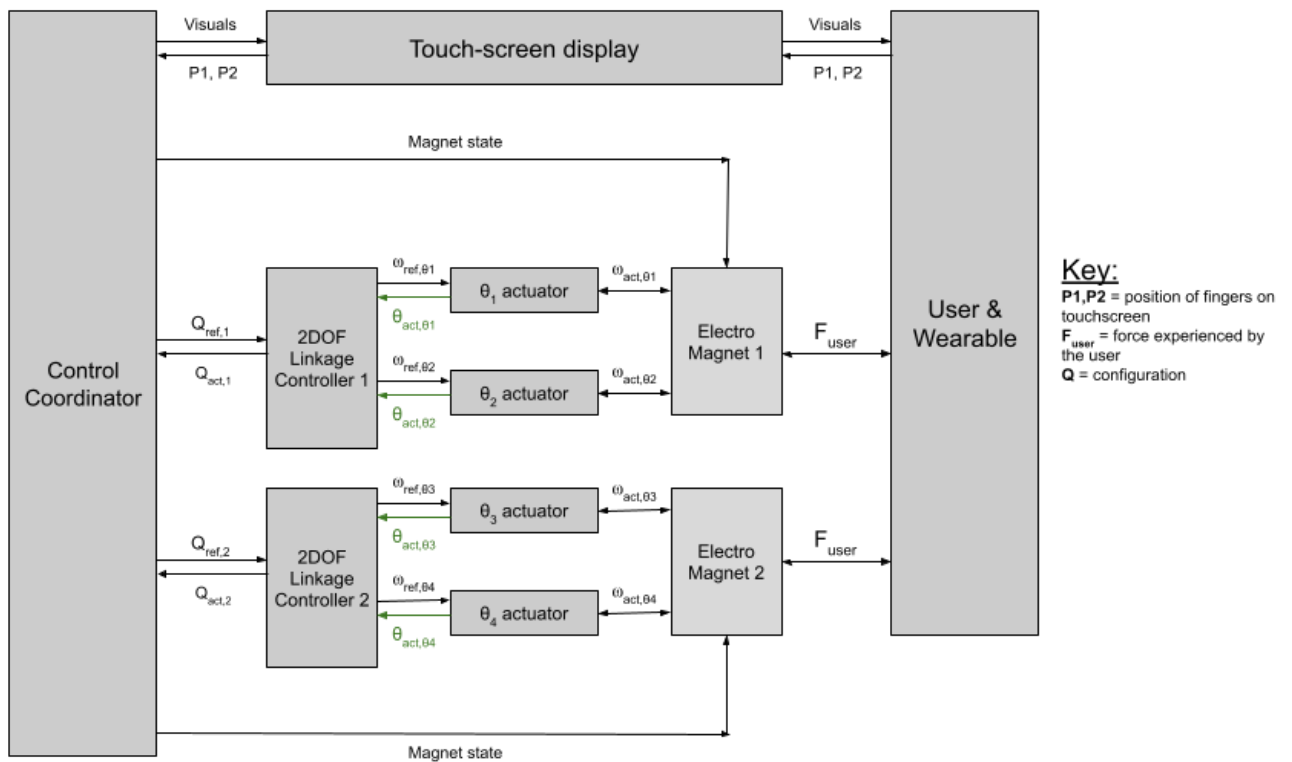 Visuals
P1, P2
Touch-screen display
Visuals
P1, P2
Magnet state
Control
Coordinator
Q_ref,1
Q_act,1
2DOF
Linkage
Controller 1
ω_ref,θ1
θ_act,θ1
ω_ref,θ2
θ_act,θ2
θ_1 actuator
θ_2 actuator
ω_act,θ1
ω_act,θ2
Electro
Magnet 1
F_user
User &
Wearable
Q_ref,2
Q_act,2
2DOF
Linkage
Controller 2
ω_ref,θ3
θ_act,θ3
ω_ref,θ4
θ_act,θ4
θ_3 actuator
θ_4 actuator
ω_act,θ3
ω_act,θ4
Electro
Magnet 2
F_user
Magnet state
Key:
P1,P2 = position of fingers on
touchscreen
F_user = force experienced by
the user
Q = configuration